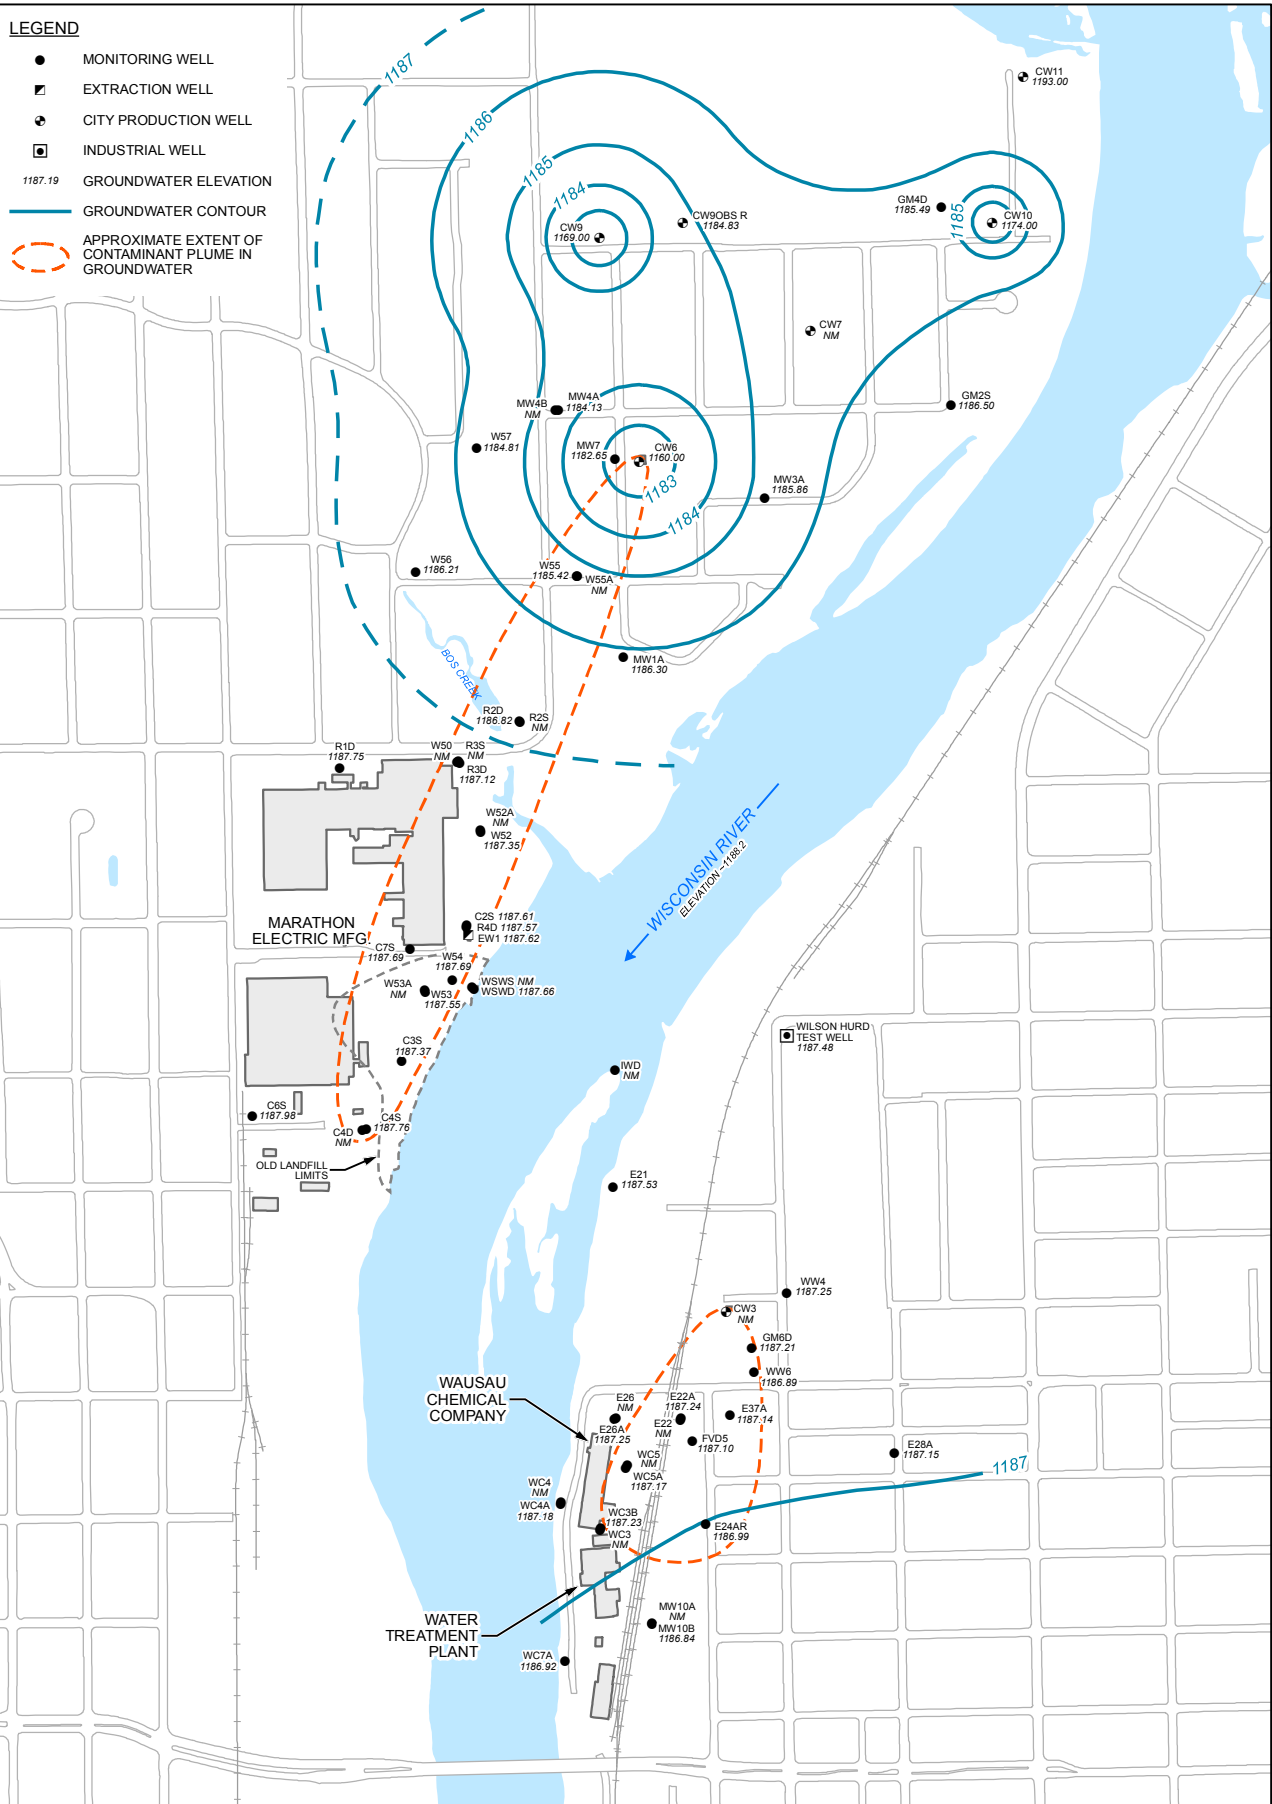 LEGEND
MONITORING WELL
EXTRACTION WELL
CITY PRODUCTION WELL
INDUSTRIAL WELL
1187.19 GROUNDWATER ELEVATION
GROUNDWATER CONTOUR
APPROXIMATE EXTENT OF
CONTAMINANT PLUME IN
GROUNDWATER
1187
1186
1185
1184
CW11
1193.00
GM4D
1185.49
1185
CW10
1174.00
CW9
1169.00
CW9OBS R
1184.83
CW7
NM
GM2S
1186.50
MW4B
NM
MW4A
1184.13
W57
1184.81
MW7
1182.65
CW6
1160.00
1183
1184
MW3A
1185.86
W56
1186.21
W55
1185.42
W55A
NM
MW1A
1186.30
BOS CREEK
R2D
1186.82
R2S
NM
R1D
1187.75
W50
NM
R3S
NM
R3D
1187.12
W52A
NM
W52
1187.35
WISCONSIN RIVER
ELEVATION ~1188.2
MARATHON
ELECTRIC MFG.
C2S 1187.61
R4D 1187.57
EW1 1187.62
C7S
1187.69
W54
1187.69
W53A
NM
W53
1187.55
WSWS NM
WSWD 1187.66
C3S
1187.37
WILSON HURD
TEST WELL
1187.48
IWD
NM
C6S
1187.98
C4D
NM
C4S
1187.76
OLD LANDFILL
LIMITS
E21
1187.53
WW4
1187.25
CW3
NM
GM6D
1187.21
WW6
1186.89
WAUSAU
CHEMICAL
COMPANY
E26
NM
E26A
1187.25
E22A
1187.24
E22
NM
E37A
1187.14
FVD5
1187.10
E28A
1187.15
WC5
NM
WC5A
1187.17
1187
WC4
NM
WC4A
1187.18
WC3B
1187.23
WC3
NM
E24AR
1186.99
WATER
TREATMENT
PLANT
MW10A
NM
MW10B
1186.84
WC7A
1186.92